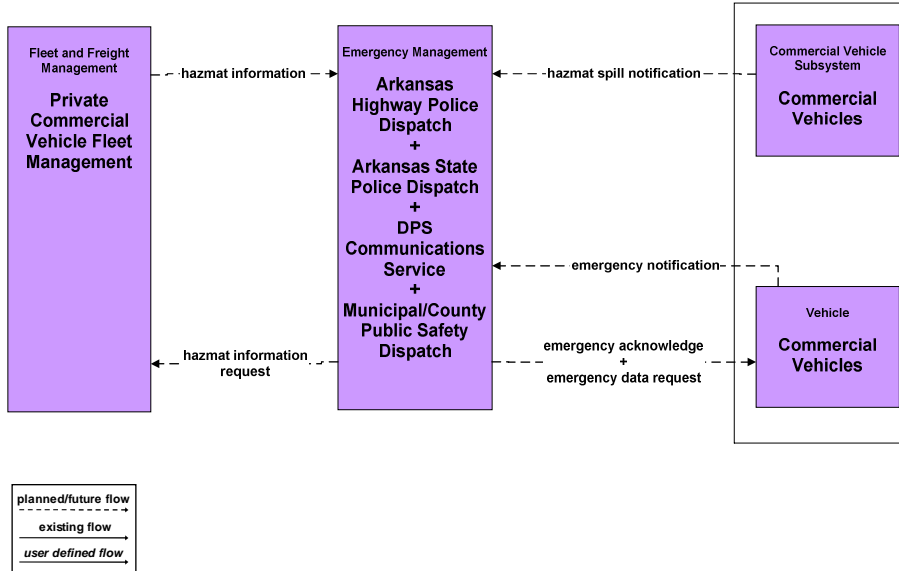 Fleet and Freight
Management
Private
Commercial
Vehicle Fleet
Management
hazmat information
hazmat information
request
Emergency Management
Arkansas
Highway Police
Dispatch
+
Arkansas State
Police Dispatch
+
DPS
Communications
Service
+
Municipal/County
Public Safety
Dispatch
hazmat spill notification
emergency notification
emergency acknowledge
+
emergency data request
Commercial Vehicle
Subsystem
Commercial
Vehicles
Vehicle
Commercial
Vehicles
planned/future flow
existing flow
user defined flow